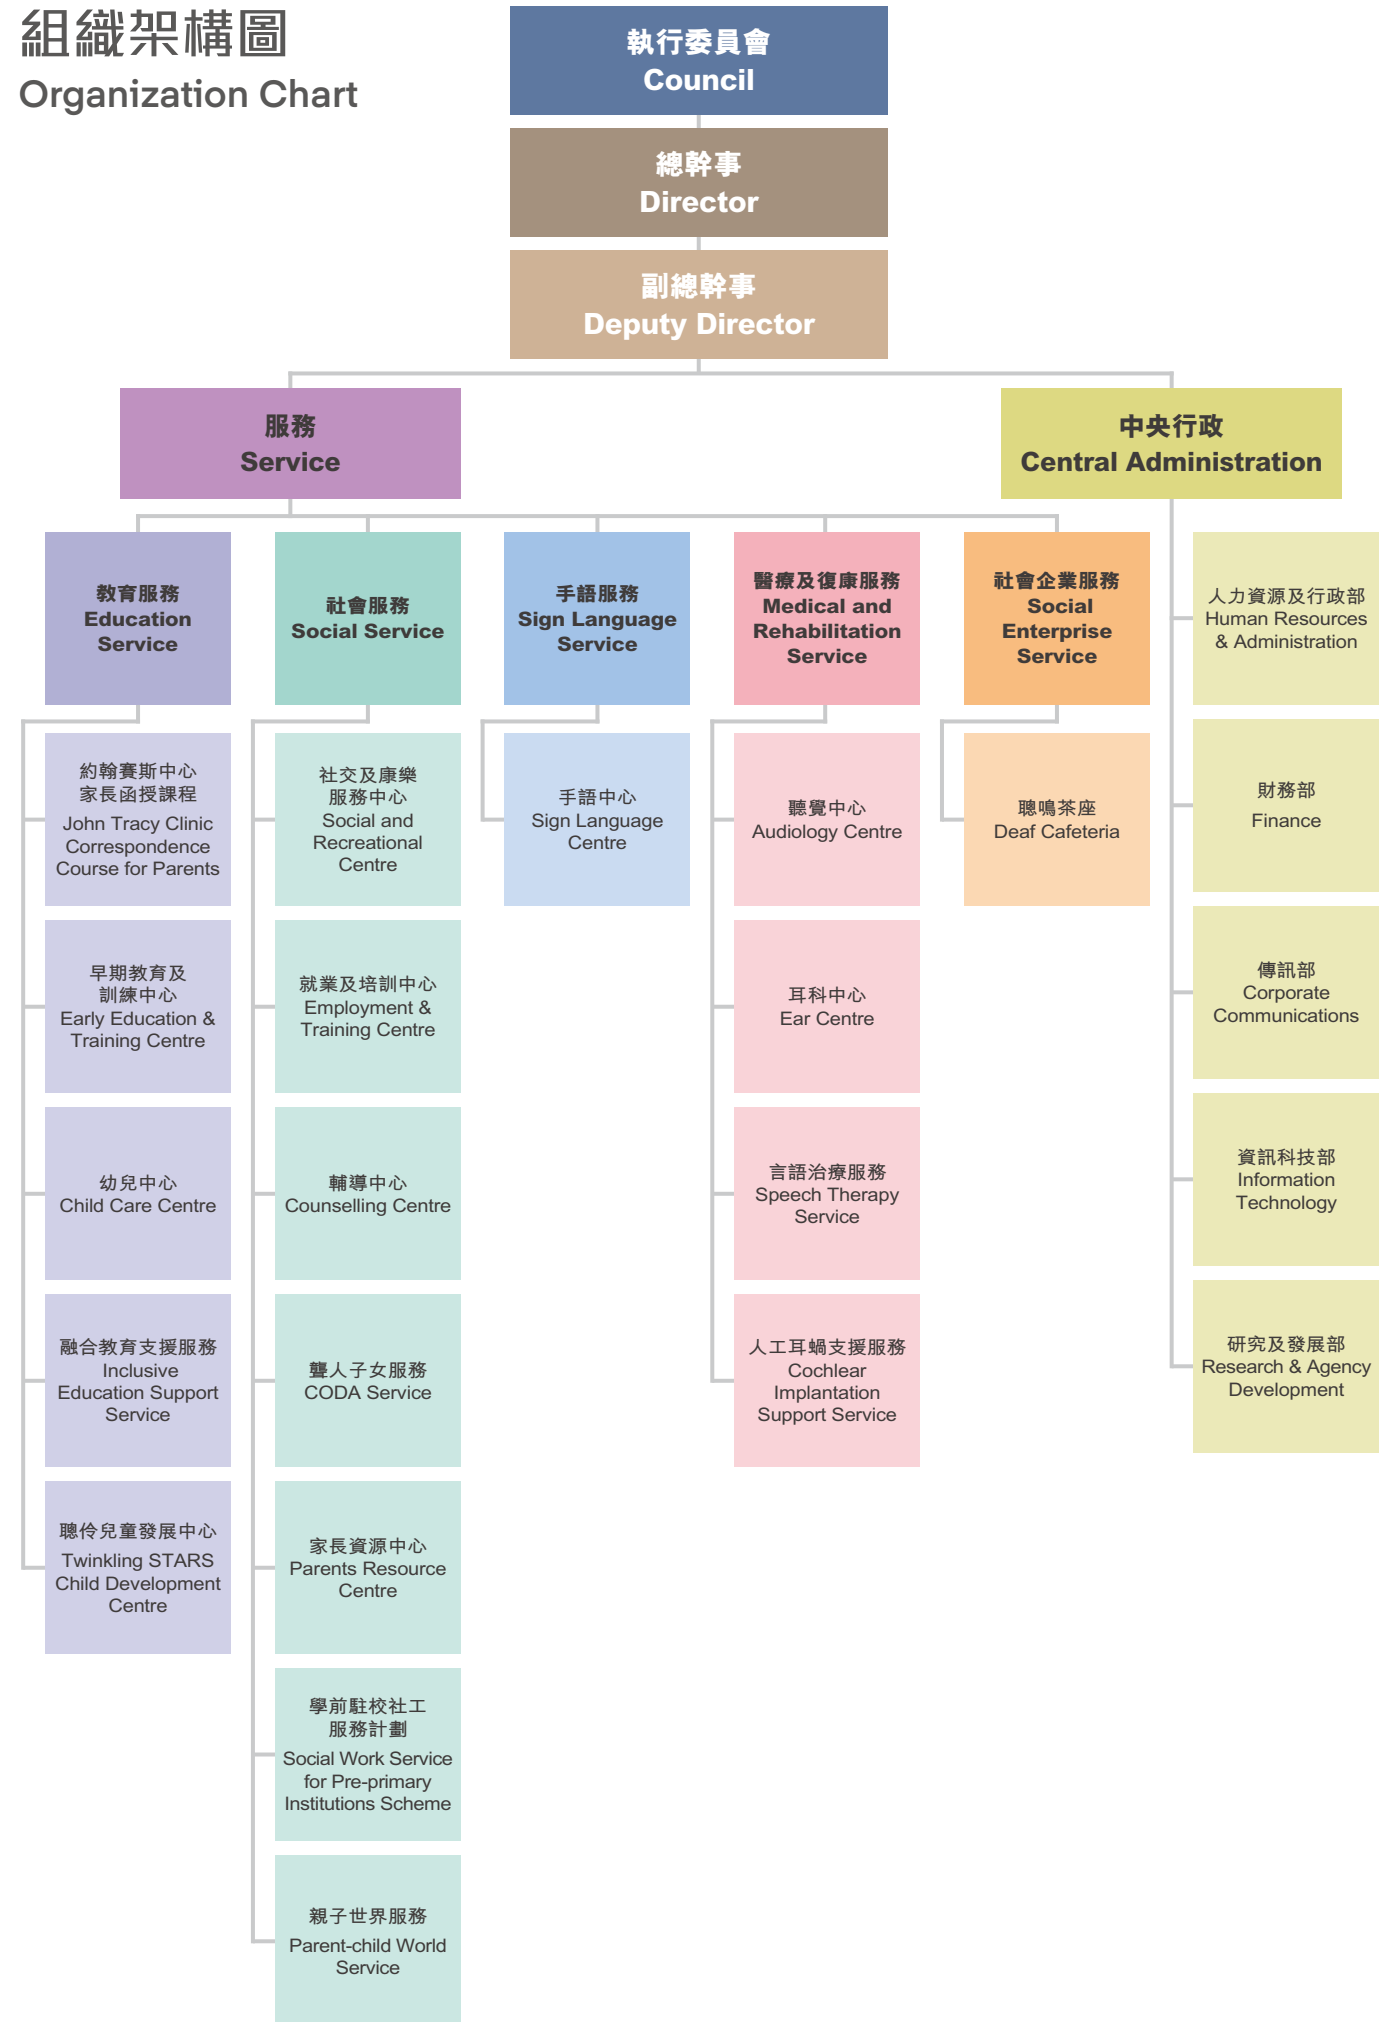 組織架構圖
Organization Chart
執行委員會
Council
總幹事
Director
副總幹事
Deputy Director
服務
Service
中央行政
Central Administration
教育服務
Education
Service
社會服務
Social Service
手語服務
Sign Language
Service
醫療及復康服務
Medical and
Rehabilitation
Service
社會企業服務
Social
Enterprise
Service
人力資源及行政部
Human Resources
& Administration
約翰賽斯中心
家長函授課程
John Tracy Clinic
Correspondence
Course for Parents
社交及康樂
服務中心
Social and
Recreational
Centre
手語中心
Sign Language
Centre
聽覺中心
Audiology Centre
聰鳴茶座
Deaf Cafeteria
財務部
Finance
早期教育及
訓練中心
Early Education &
Training Centre
就業及培訓中心
Employment &
Training Centre
耳科中心
Ear Centre
傳訊部
Corporate
Communications
幼兒中心
Child Care Centre
輔導中心
Counselling Centre
言語治療服務
Speech Therapy
Service
資訊科技部
Information
Technology
融合教育支援服務
Inclusive
Education Support
Service
聾人子女服務
CODA Service
人工耳蝸支援服務
Cochlear
Implantation
Support Service
研究及發展部
Research & Agency
Development
聰伶兒童發展中心
Twinkling STARS
Child Development
Centre
家長資源中心
Parents Resource
Centre
學前駐校社工
服務計劃
Social Work Service
for Pre-primary
Institutions Scheme
親子世界服務
Parent-child World
Service